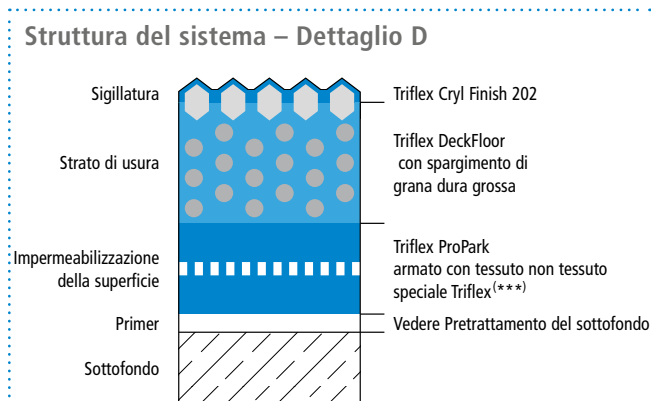 Struttura del sistema – Dettaglio D
Sigillatura
Triflex Cryl Finish 202
Strato di usura
Triflex DeckFloor
con spargimento di
grana dura grossa
Impermeabilizzazione
della superficie
Triflex ProPark
armato con tessuto non tessuto
speciale Triflex(***)
Primer
Vedere Pretrattamento del sottofondo
Sottofondo